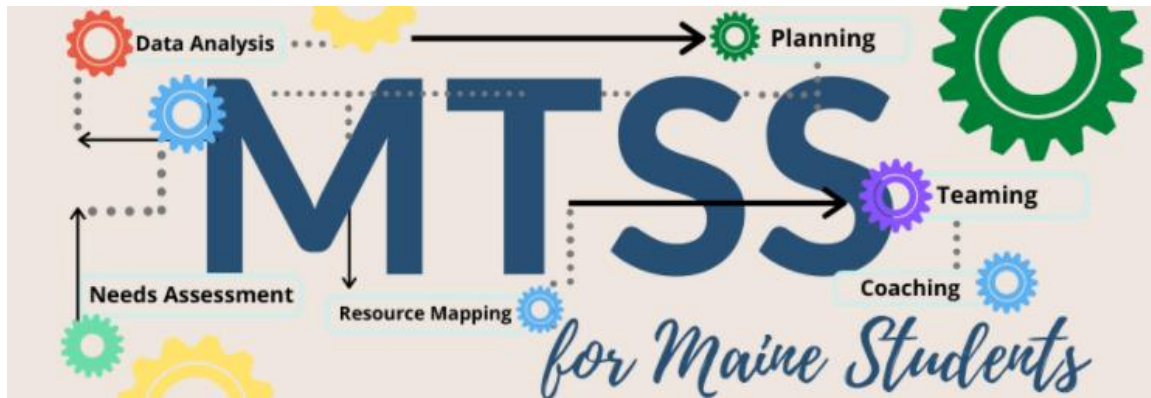 Data Analysis
Planning
MTSS
Teaming
Needs Assessment
Coaching
Resource Mapping
for Maine Students